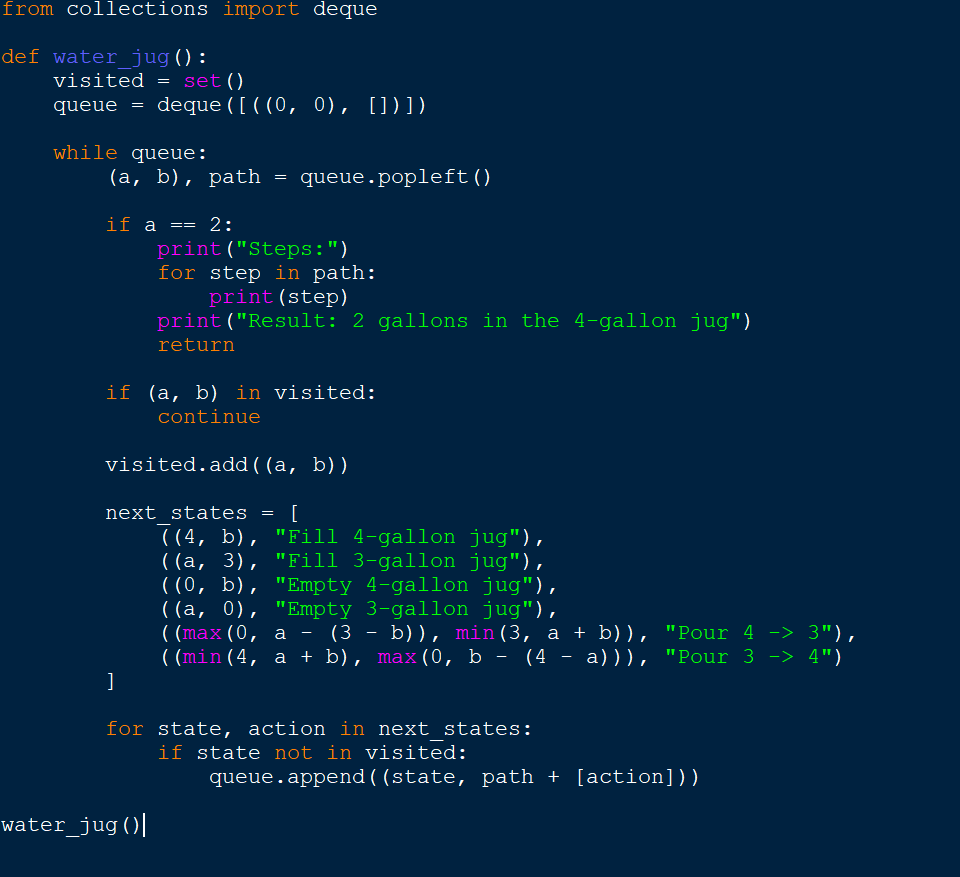 from collections import deque

def water_jug():
    visited = set()
    queue = deque([((0, 0), [])])

    while queue:
        (a, b), path = queue.popleft()

        if a == 2:
            print("Steps:")
            for step in path:
                print(step)
            print("Result: 2 gallons in the 4-gallon jug")
            return

        if (a, b) in visited:
            continue

        visited.add((a, b))

        next_states = [
            ((4, b), "Fill 4-gallon jug"),
            ((a, 3), "Fill 3-gallon jug"),
            ((0, b), "Empty 4-gallon jug"),
            ((a, 0), "Empty 3-gallon jug"),
            ((max(0, a - (3 - b)), min(3, a + b)), "Pour 4 -> 3"),
            ((min(4, a + b), max(0, b - (4 - a))), "Pour 3 -> 4")
        ]

        for state, action in next_states:
            if state not in visited:
                queue.append((state, path + [action]))

water_jug()